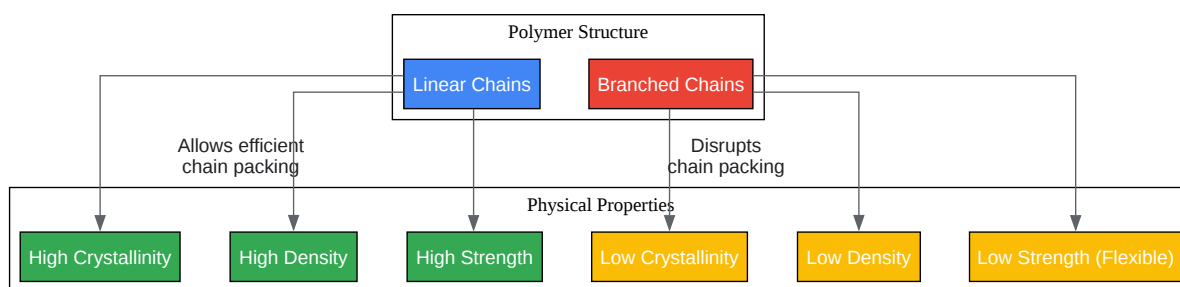 Polymer Structure
Linear Chains
Branched Chains
Allows efficient
chain packing
Disrupts
chain packing
Physical Properties
High Crystallinity
High Density
High Strength
Low Crystallinity
Low Density
Low Strength (Flexible)